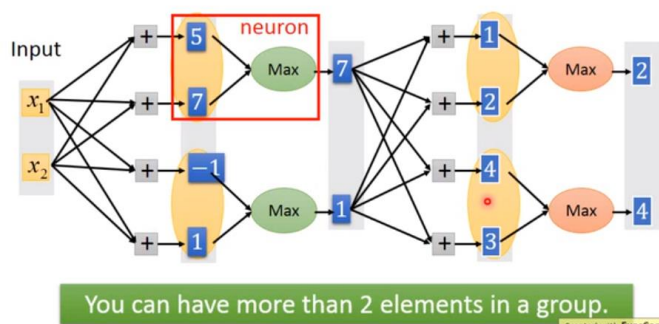 neuron
Input
+ 5
Max
7
+ 1
Max
2
x₁
+ 7
+ 2
x₂
+ −1
Max
1
+ 4
Max
4
+ 1
+ 3
You can have more than 2 elements in a group.